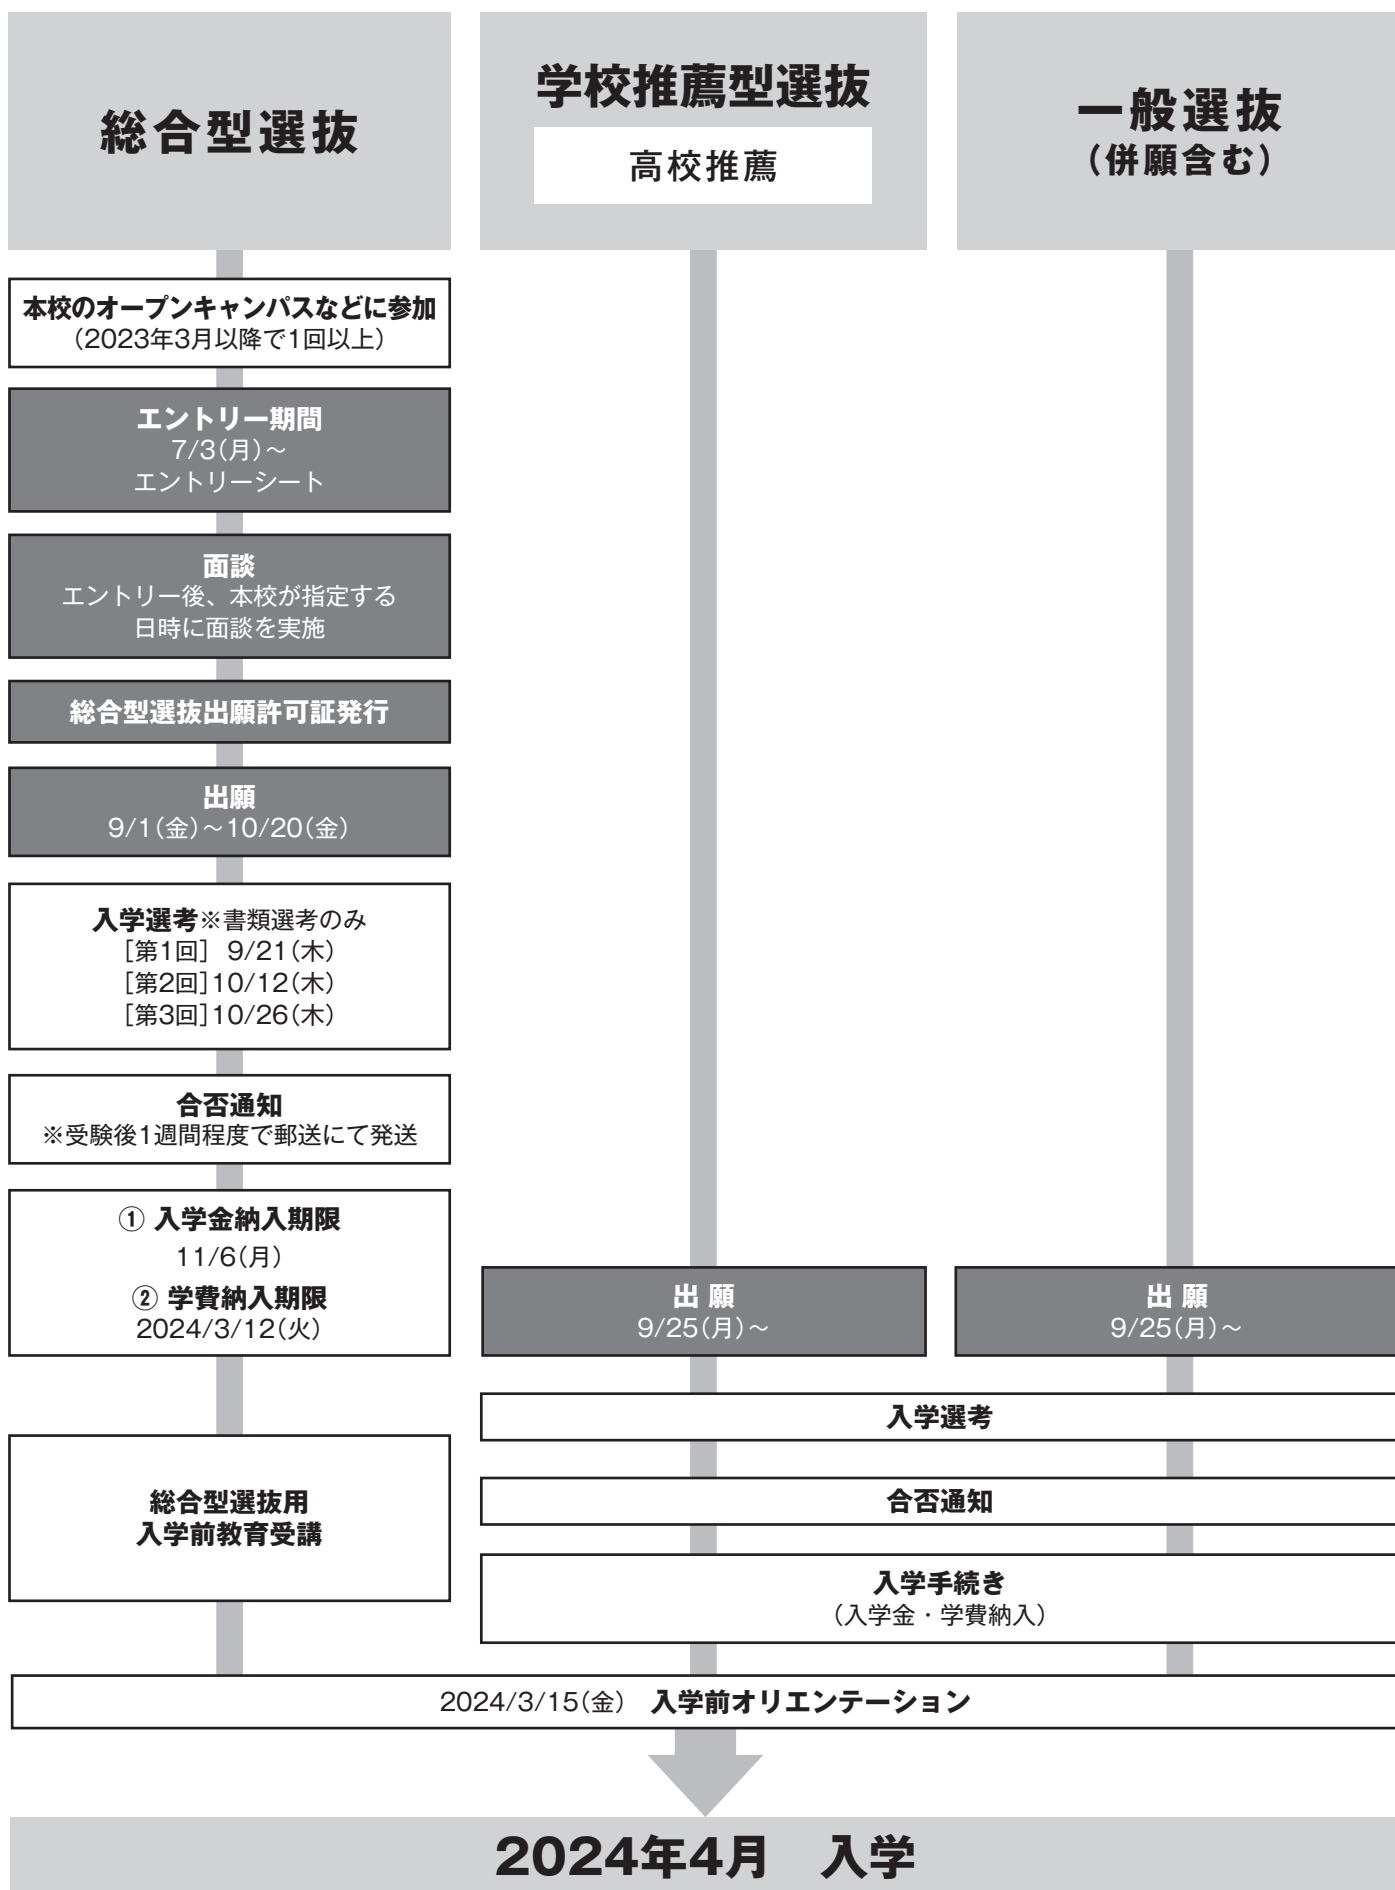 総合型選抜
学校推薦型選抜
高校推薦
一般選抜
（併願含む）
本校のオープンキャンパスなどに参加
（2023年3月以降で1回以上）
エントリー期間
7/3（月）～
エントリーシート
面談
エントリー後、本校が指定する
日時に面談を実施
総合型選抜出願許可証発行
出願
9/1（金）～10/20（金）
入学選考※書類選考のみ
［第1回］ 9/21（木）
［第2回］10/12（木）
［第3回］10/26（木）
合否通知
※受験後1週間程度で郵送にて発送
① 入学金納入期限
11/6（月）
② 学費納入期限
2024/3/12（火）
総合型選抜用
入学前教育受講
出 願
9/25（月）～
出 願
9/25（月）～
入学選考
合否通知
入学手続き
（入学金・学費納入）
2024/3/15（金） 入学前オリエンテーション
2024年4月 入学